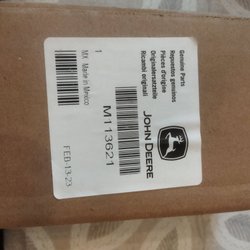 Genuine Parts
Repuestos genuinos
Pièces d'origine
Originalersatzteile
Ricambi originali
JOHN DEERE
M113621
1
MX Made in Mexico
FEB-13-23